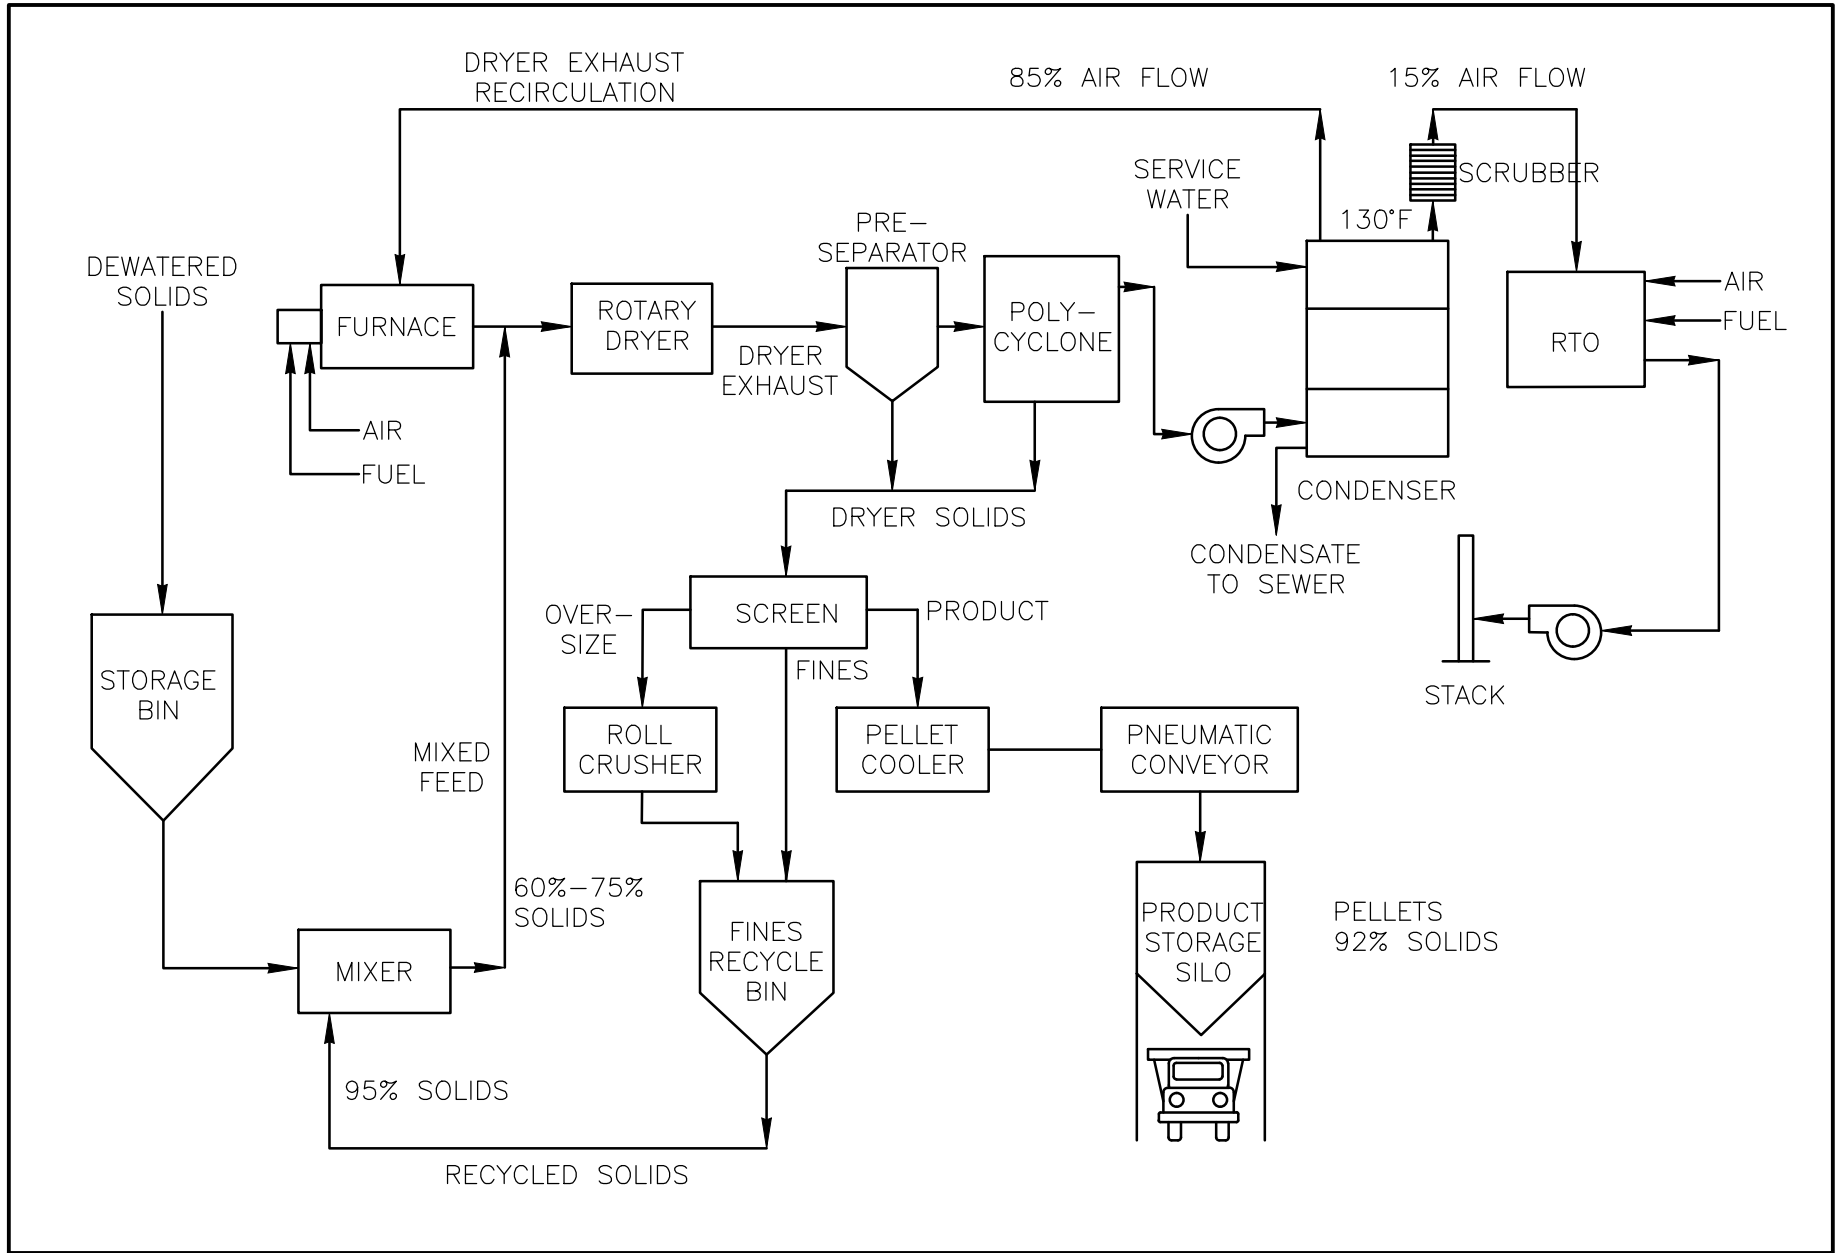 DRYER EXHAUST
RECIRCULATION
85% AIR FLOW
15% AIR FLOW
SERVICE
WATER
SCRUBBER
130°F
PRE-
SEPARATOR
DEWATERED
SOLIDS
FURNACE
ROTARY
DRYER
POLY-
CYCLONE
AIR
FUEL
RTO
DRYER
EXHAUST
AIR
FUEL
CONDENSER
DRYER SOLIDS
CONDENSATE
TO SEWER
OVER-
SIZE
SCREEN
PRODUCT
FINES
STACK
STORAGE
BIN
MIXED
FEED
ROLL
CRUSHER
PELLET
COOLER
PNEUMATIC
CONVEYOR
60%-75%
SOLIDS
FINES
RECYCLE
BIN
PRODUCT
STORAGE
SILO
PELLETS
92% SOLIDS
MIXER
95% SOLIDS
RECYCLED SOLIDS